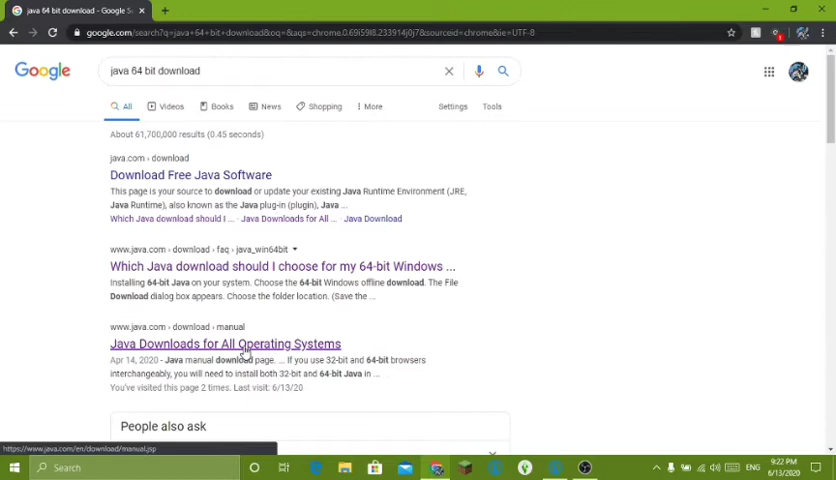 java 64 bit download - Google S
google.com/search?q=java+64+bit+download&oq=&aqs=chrome.0.69i59l8.233914j0j7&sourceid=chrome&ie=UTF-8
Google
java 64 bit download
All
Videos
Books
News
Shopping
More
Settings
Tools
About 61,700,000 results (0.45 seconds)
java.com › download
Download Free Java Software
This page is your source to download or update your existing Java Runtime Environment (JRE,
Java Runtime), also known as the Java plug-in (plugin), Java ...
Which Java download should I ... · Java Downloads for All ... · Java Download
www.java.com › download › faq › java_win64bit
Which Java download should I choose for my 64-bit Windows ...
Installing 64-bit Java on your system. Choose the 64-bit Windows offline download. The File
Download dialog box appears. Choose the folder location. (Save the ...
www.java.com › download › manual
Java Downloads for All Operating Systems
Apr 14, 2020 - Java manual download page. ... If you use 32-bit and 64-bit browsers
interchangeably, you will need to install both 32-bit and 64-bit Java in ...
You've visited this page 2 times. Last visit: 6/13/20
People also ask
https://www.java.com/en/download/manual.jsp
Search
ENG
9:22 PM
6/13/2020